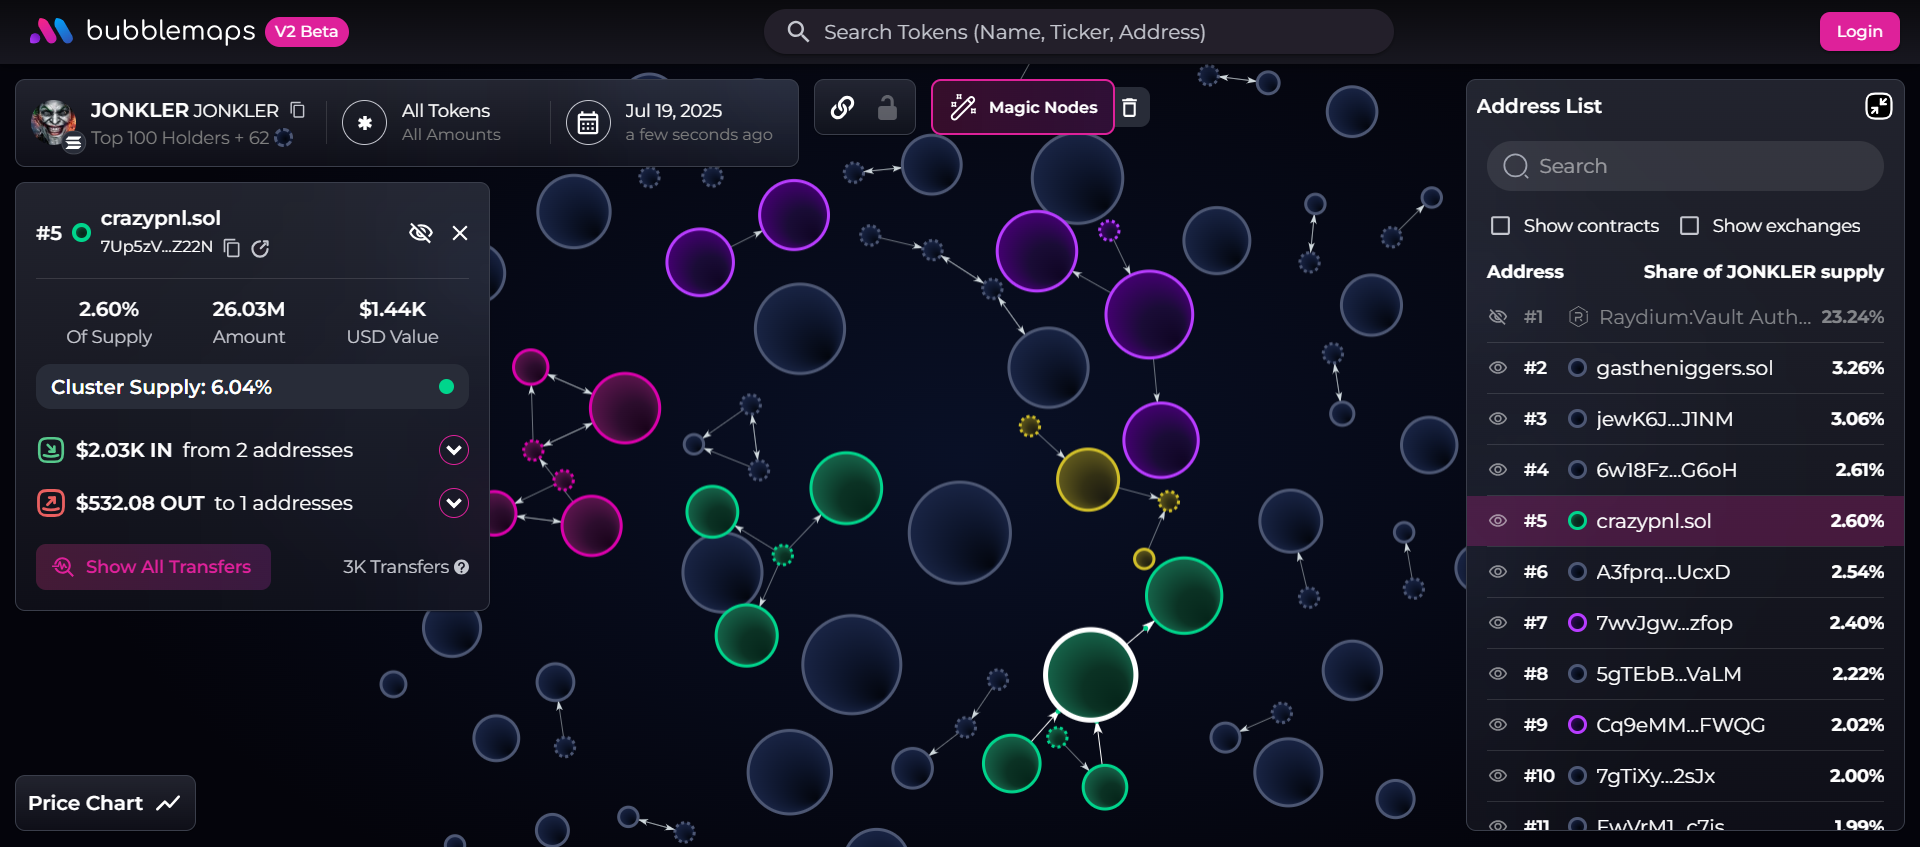 bubblemaps V2 Beta
Search Tokens (Name, Ticker, Address)
Login
JONKLER JONKLER
Top 100 Holders + 62
All Tokens
All Amounts
Jul 19, 2025
a few seconds ago
Magic Nodes
#5 crazypnl.sol
7Up5zV...Z22N
2.60% 26.03M $1.44K
Of Supply Amount USD Value
Cluster Supply: 6.04%
$2.03K IN from 2 addresses
$532.08 OUT to 1 addresses
Show All Transfers 3K Transfers
Price Chart
Address List
Search
Show contracts Show exchanges
Address Share of JONKLER supply
#1 Raydium:Vault Auth... 23.24%
#2 gastheniggers.sol 3.26%
#3 jewK6J...J1NM 3.06%
#4 6w18Fz...G6oH 2.61%
#5 crazypnl.sol 2.60%
#6 A3fprq...UcxD 2.54%
#7 7wvJgw...zfop 2.40%
#8 5gTEbB...VaLM 2.22%
#9 Cq9eMM...FWQG 2.02%
#10 7gTiXy...2sJx 2.00%
#11 1.99%